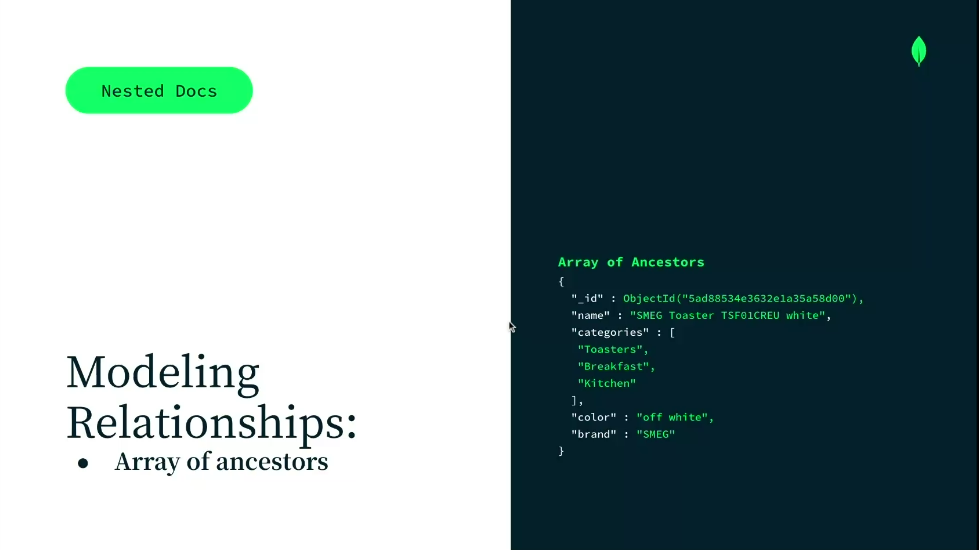 Nested Docs
Modeling
Relationships:
● Array of ancestors
Array of Ancestors
{
"_id" : ObjectId("5ad88534e3632e1a35a58d00"),
"name" : "SMEG Toaster TSF01CREU white",
"categories" : [
"Toasters",
"Breakfast",
"Kitchen"
],
"color" : "off white",
"brand" : "SMEG"
}